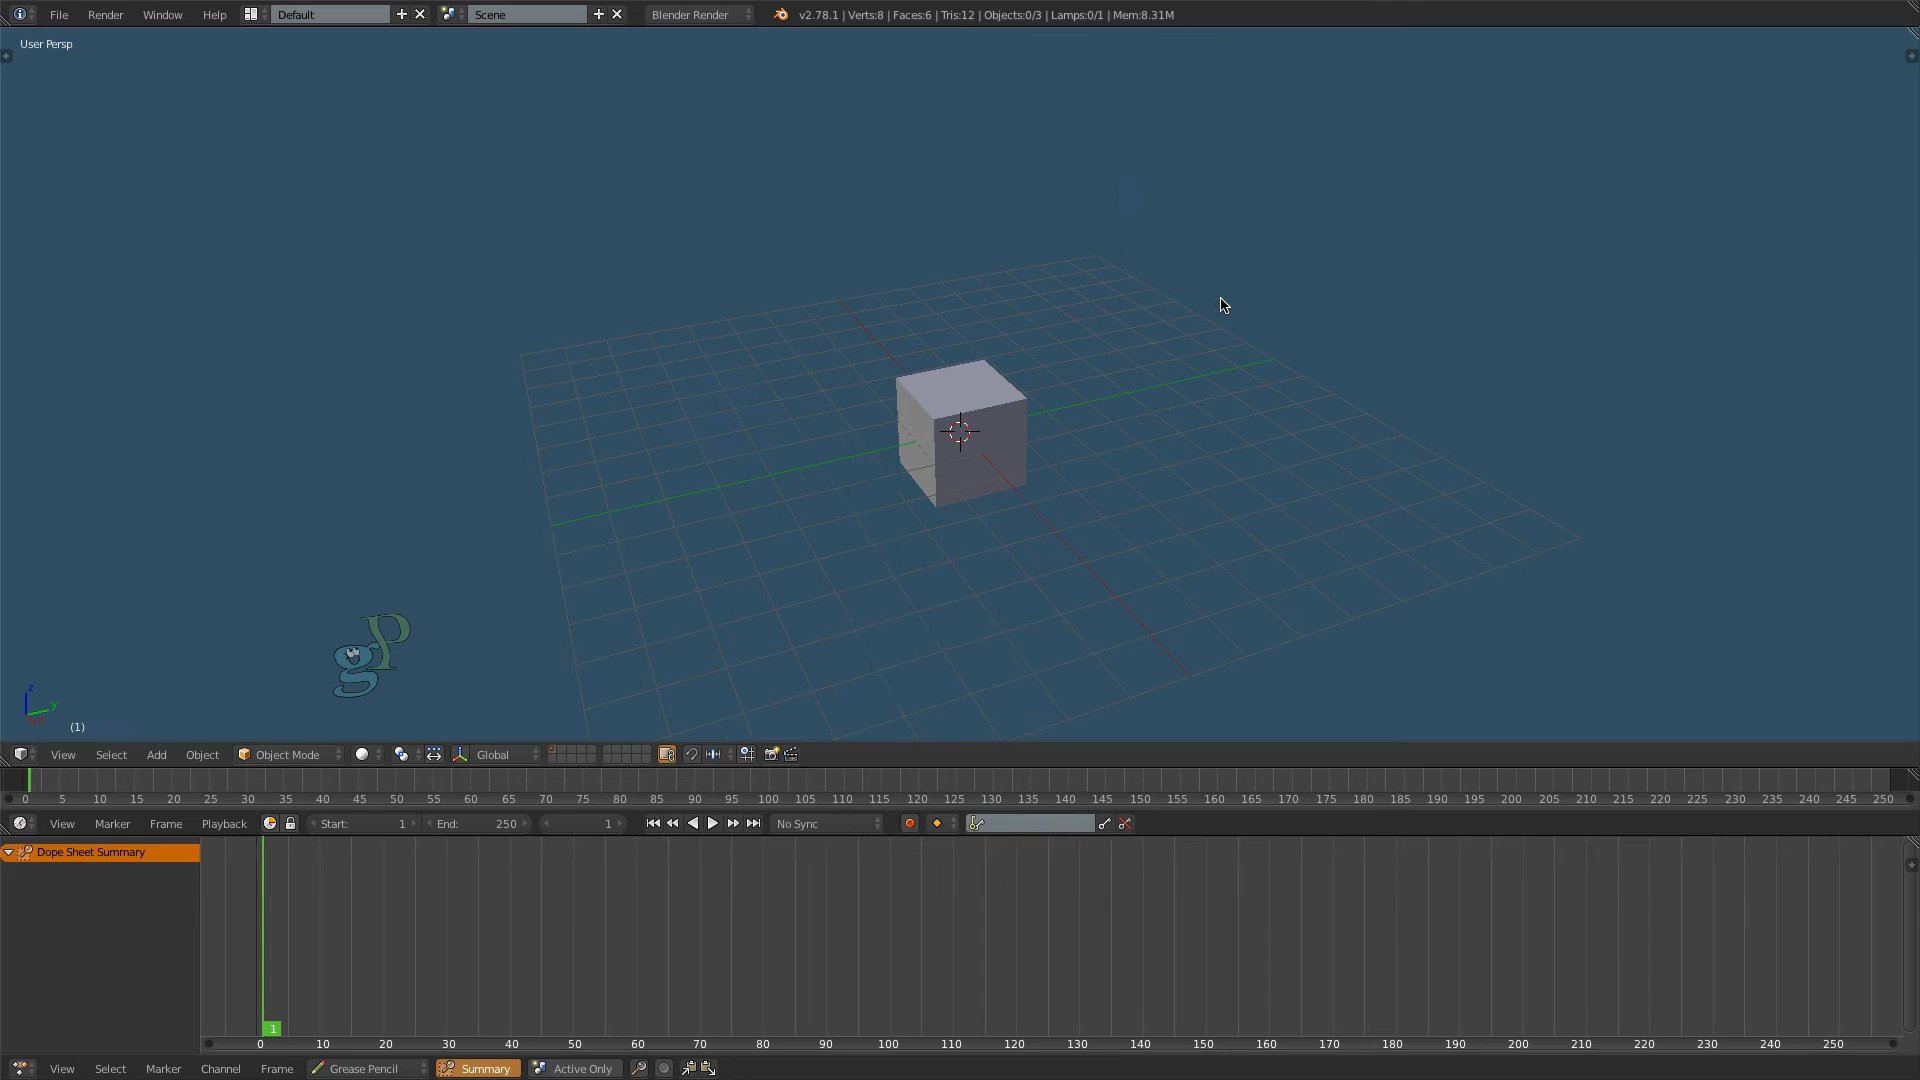 File Render Window Help Default Scene Blender Render v2.78.1 | Verts:8 | Faces:6 | Tris:12 | Objects:0/3 | Lamps:0/1 | Mem:8.31M
User Persp
gP
z
y
(1)
View Select Add Object Object Mode Global
0 5 10 15 20 25 30 35 40 45 50 55 60 65 70 75 80 85 90 95 100 105 110 115 120 125 130 135 140 145 150 155 160 165 170 175 180 185 190 195 200 205 210 215 220 225 230 235 240 245 250
View Marker Frame Playback Start: 1 End: 250 1 No Sync
Dope Sheet Summary
1
0 10 20 30 40 50 60 70 80 90 100 110 120 130 140 150 160 170 180 190 200 210 220 230 240 250
View Select Marker Channel Frame Grease Pencil Summary Active Only